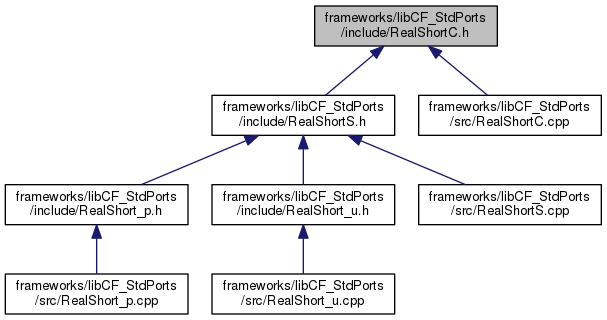 frameworks/libCF_StdPorts
/include/RealShortC.h
frameworks/libCF_StdPorts
/include/RealShortS.h
frameworks/libCF_StdPorts
/src/RealShortC.cpp
frameworks/libCF_StdPorts
/include/RealShort_p.h
frameworks/libCF_StdPorts
/include/RealShort_u.h
frameworks/libCF_StdPorts
/src/RealShortS.cpp
frameworks/libCF_StdPorts
/src/RealShort_p.cpp
frameworks/libCF_StdPorts
/src/RealShort_u.cpp